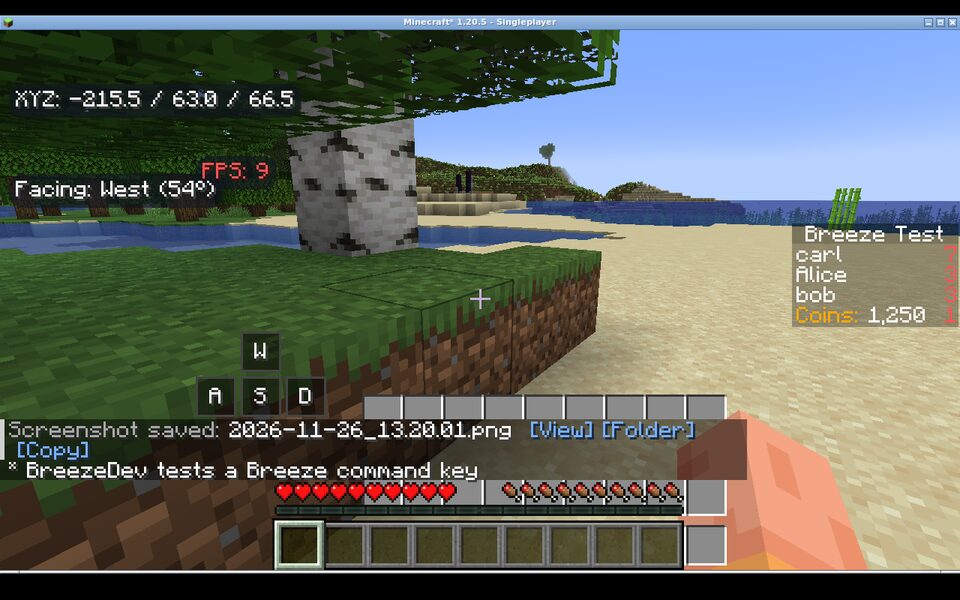 Minecraft* 1.20.5 - Singleplayer
XYZ: -215.5 / 63.0 / 66.5
FPS: 9
Facing: West (54°)
Breeze Test
carl
Alice
bob
Coins: 1,250
W
A S D
Screenshot saved: 2026-11-26_13.20.01.png [View] [Folder]
[Copy]
* BreezeDev tests a Breeze command key